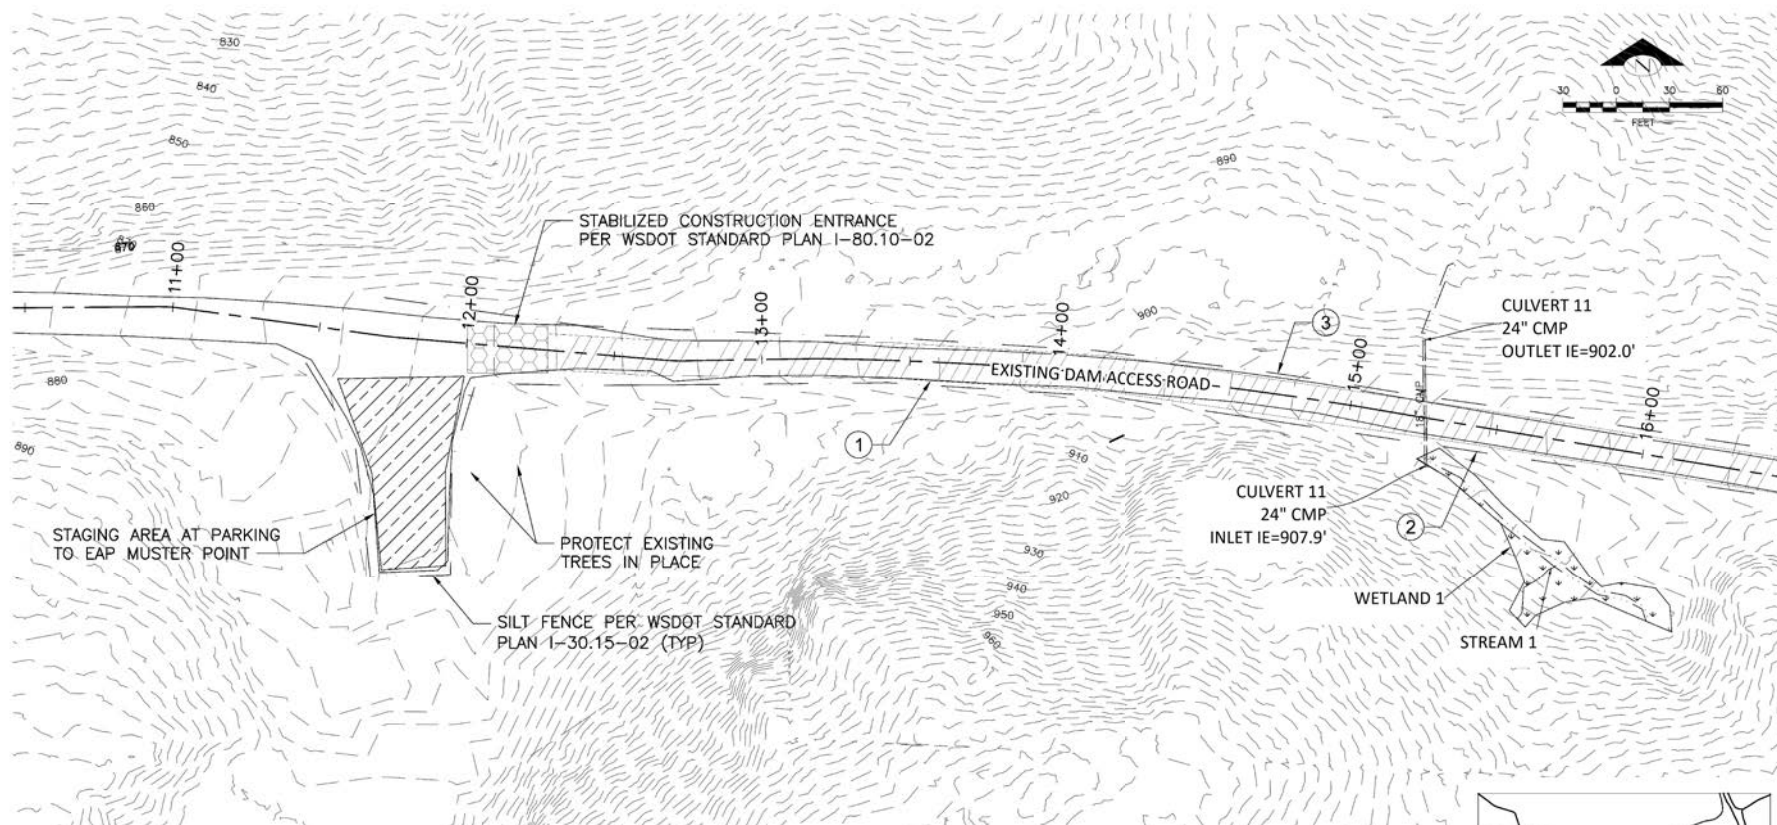 830
840
850
860
870
880
890
11+00
12+00
13+00
14+00
15+00
16+00
30 0 30 60
FEET
890
900
STABILIZED CONSTRUCTION ENTRANCE
PER WSDOT STANDARD PLAN I-80.10-02
CULVERT 11
24" CMP
OUTLET IE=902.0'
3
EXISTING DAM ACCESS ROAD
18" CMP
1
910
920
930
940
950
960
CULVERT 11
24" CMP
INLET IE=907.9'
2
STAGING AREA AT PARKING
TO EAP MUSTER POINT
PROTECT EXISTING
TREES IN PLACE
WETLAND 1
STREAM 1
SILT FENCE PER WSDOT STANDARD
PLAN I-30.15-02 (TYP)